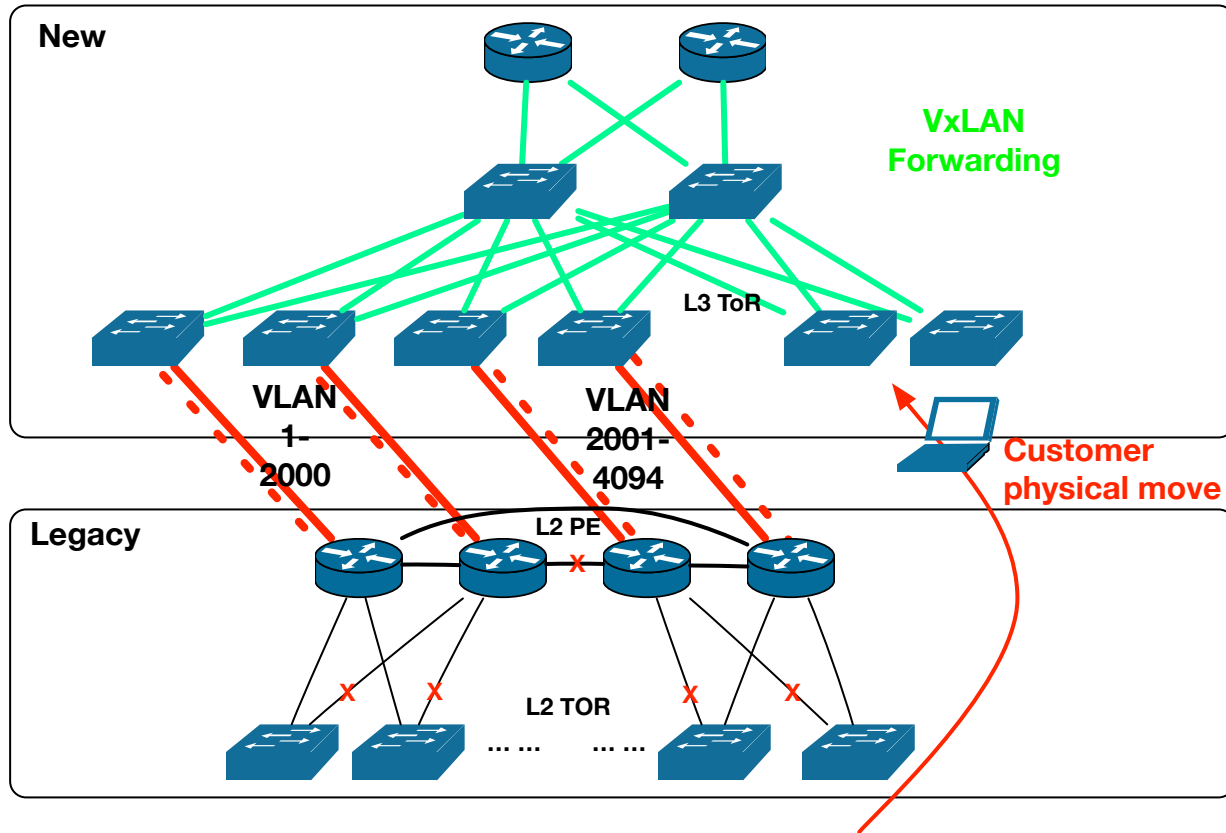 New
VxLAN
Forwarding
L3 ToR
VLAN
1-
2000
VLAN
2001-
4094
Customer
physical move
Legacy
L2 PE
X
X
X
X
X
L2 TOR
... ...
... ...